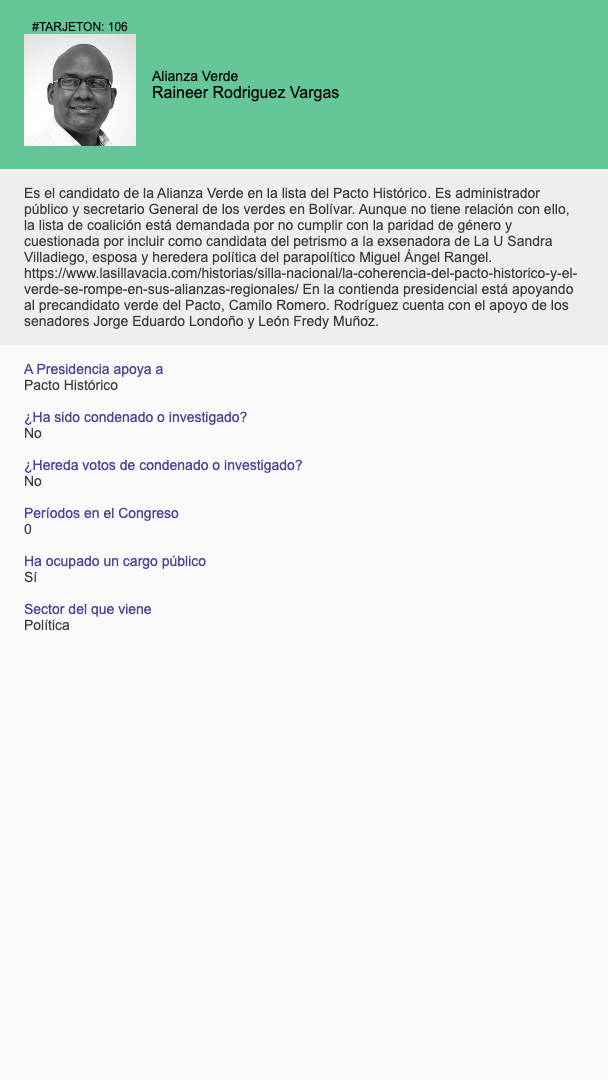 #TARJETON: 106
Alianza Verde
Raineer Rodriguez Vargas
Es el candidato de la Alianza Verde en la lista del Pacto Histórico. Es administrador
público y secretario General de los verdes en Bolívar. Aunque no tiene relación con ello,
la lista de coalición está demandada por no cumplir con la paridad de género y
cuestionada por incluir como candidata del petrismo a la exsenadora de La U Sandra
Villadiego, esposa y heredera política del parapolítico Miguel Ángel Rangel.
https://www.lasillavacia.com/historias/silla-nacional/la-coherencia-del-pacto-historico-y-el-
verde-se-rompe-en-sus-alianzas-regionales/ En la contienda presidencial está apoyando
al precandidato verde del Pacto, Camilo Romero. Rodríguez cuenta con el apoyo de los
senadores Jorge Eduardo Londoño y León Fredy Muñoz.
A Presidencia apoya a
Pacto Histórico
¿Ha sido condenado o investigado?
No
¿Hereda votos de condenado o investigado?
No
Períodos en el Congreso
0
Ha ocupado un cargo público
Sí
Sector del que viene
Política